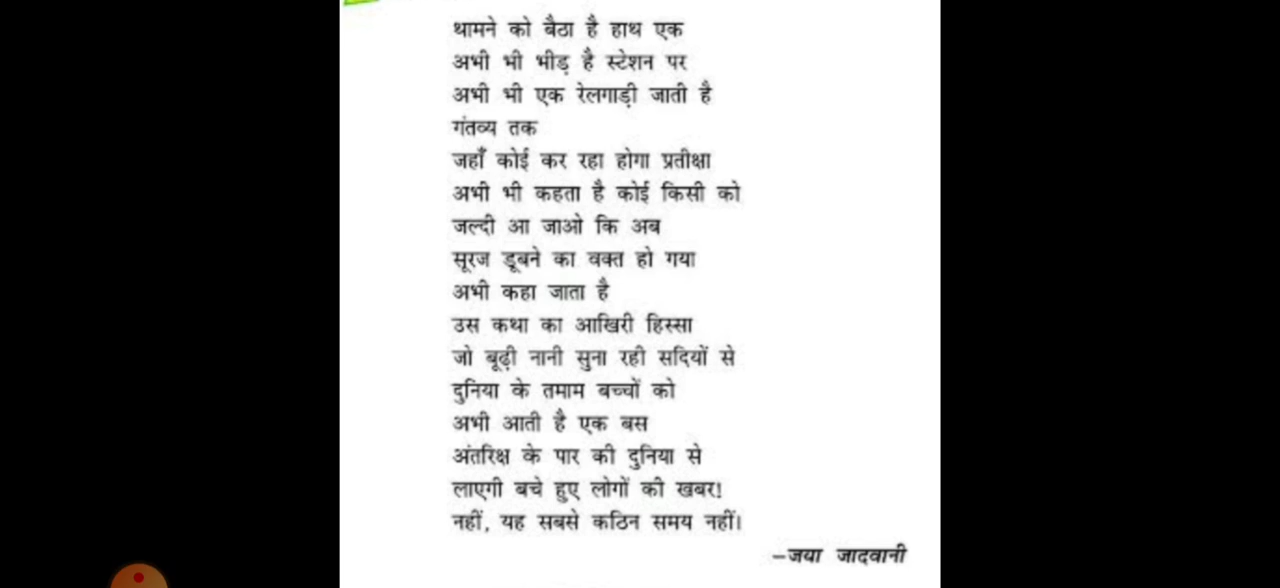 थामने को बैठा है हाथ एक
अभी भी भीड़ है स्टेशन पर
अभी भी एक रेलगाड़ी जाती है
गंतव्य तक
जहाँ कोई कर रहा होगा प्रतीक्षा
अभी भी कहता है कोई किसी को
जल्दी आ जाओ कि अब
सूरज डूबने का वक्त हो गया
अभी कहा जाता है
उस कथा का आखिरी हिस्सा
जो बूढ़ी नानी सुना रही सदियों से
दुनिया के तमाम बच्चों को
अभी आती है एक बस
अंतरिक्ष के पार की दुनिया से
लाएगी बचे हुए लोगों की खबर!
नहीं, यह सबसे कठिन समय नहीं।
–जया जादवानी